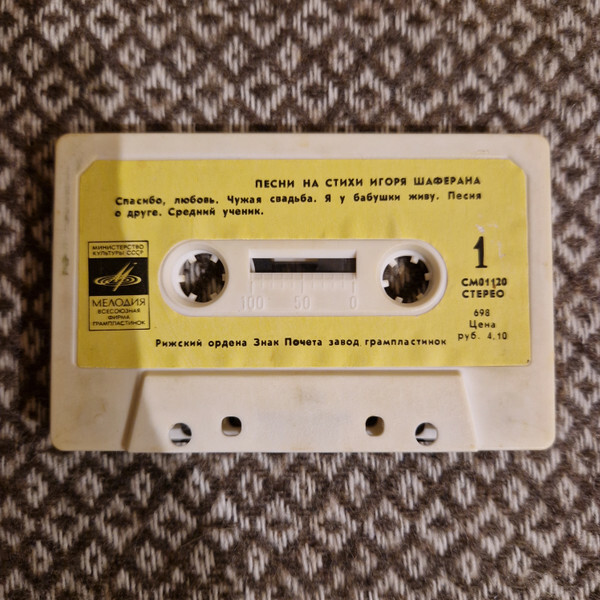 ПЕСНИ НА СТИХИ ИГОРЯ ШАФЕРАНА
Спасибо, любовь. Чужая свадьба. Я у бабушки живу. Песня
о друге. Средний ученик.
МИНИСТЕРСТВО
КУЛЬТУРЫ СССР
МЕЛОДИЯ
ВСЕСОЮЗНАЯ
ФИРМА
ГРАМПЛАСТИНОК
1
СМ01120
СТЕРЕО
698
Цена
руб. 4.10
100 50 0
Рижский ордена Знак Почета завод грампластинок